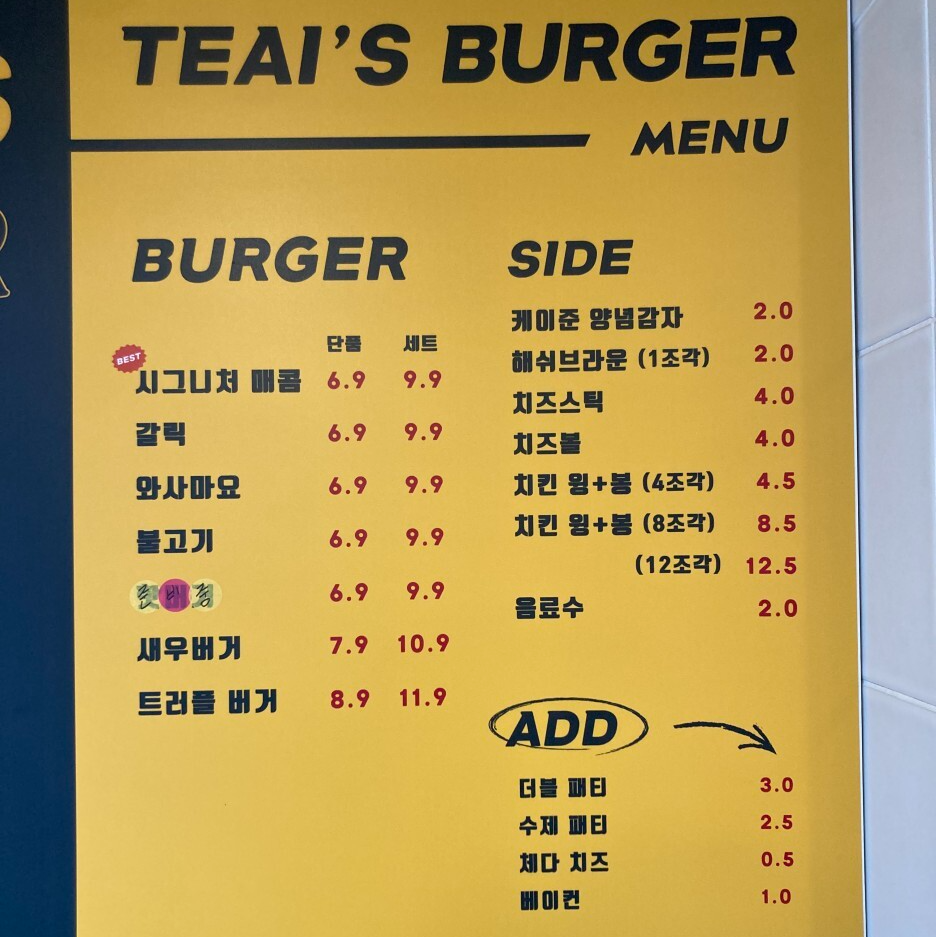 TEAI'S BURGER
MENU
BURGER
단품 세트
BEST
시그니처 매콤 6.9 9.9
갈릭 6.9 9.9
와사마요 6.9 9.9
불고기 6.9 9.9
준비중 6.9 9.9
새우버거 7.9 10.9
트러플 버거 8.9 11.9
SIDE
케이준 양념감자 2.0
해쉬브라운 (1조각) 2.0
치즈스틱 4.0
치즈볼 4.0
치킨 윙+봉 (4조각) 4.5
치킨 윙+봉 (8조각) 8.5
(12조각) 12.5
음료수 2.0
ADD
더블 패티 3.0
수제 패티 2.5
체다 치즈 0.5
베이컨 1.0